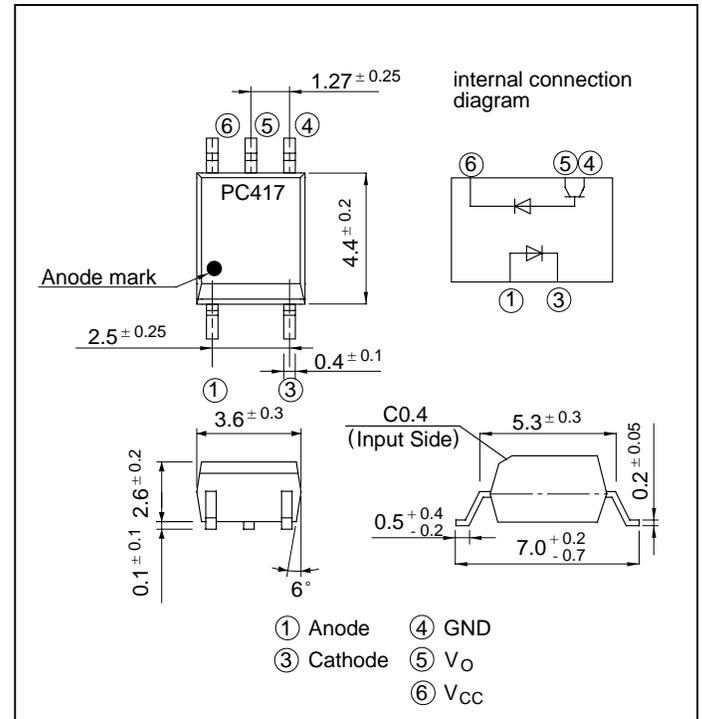 1.27 ± 0.25
internal connection
diagram
⑥ ⑤ ④
PC417
4.4 ± 0.2
Anode mark
2.5 ± 0.25
0.4 ± 0.1
① ③
⑥ ⑤ ④
① ③
3.6 ± 0.3
2.6 ± 0.2
0.1 ± 0.1
6°
C0.4
(Input Side)
5.3 ± 0.3
0.2 ± 0.05
0.5 + 0.4 - 0.2
7.0 + 0.2 - 0.7
① Anode ④ GND
③ Cathode ⑤ VO
⑥ VCC